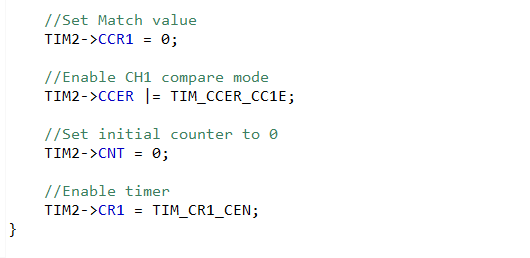 //Set Match value
TIM2->CCR1 = 0;
//Enable CH1 compare mode
TIM2->CCER |= TIM_CCER_CC1E;
//Set initial counter to 0
TIM2->CNT = 0;
//Enable timer
TIM2->CR1 = TIM_CR1_CEN;
}